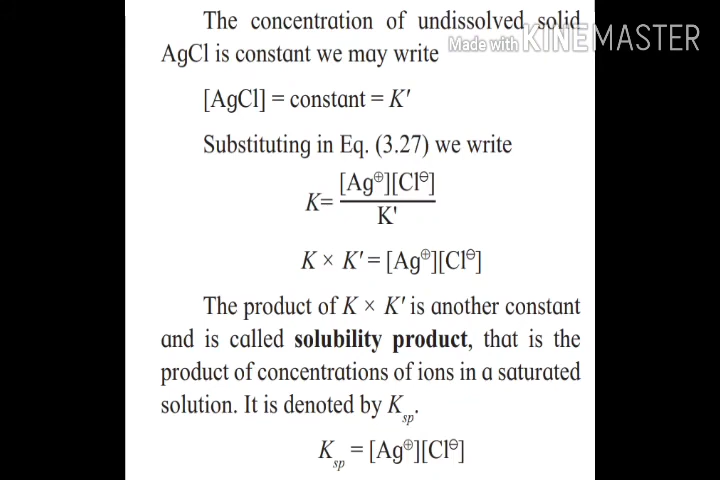 The concentration of undissolved solid
Made with KINEMASTER
AgCl is constant we may write
[AgCl] = constant = K'
Substituting in Eq. (3.27) we write
K= [Ag⊕][Cl⊖] / K'
K × K' = [Ag⊕][Cl⊖]
The product of K × K' is another constant
and is called solubility product, that is the
product of concentrations of ions in a saturated
solution. It is denoted by Ksp.
Ksp = [Ag⊕][Cl⊖]